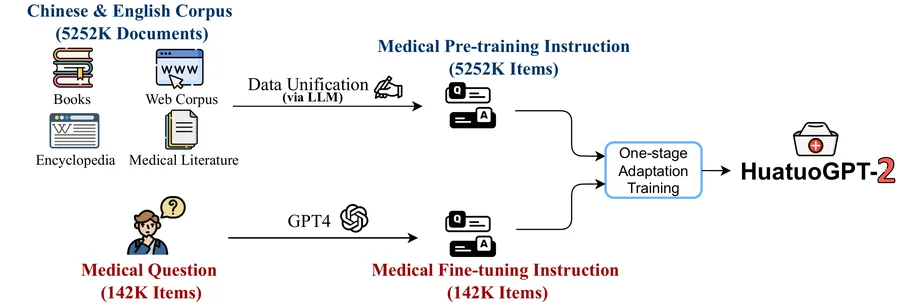 Chinese & English Corpus
(5252K Documents)
Books
WWW
Web Corpus
W
Encyclopedia
Medical Literature
Data Unification
(via LLM)
Medical Pre-training Instruction
(5252K Items)
Q
A
?
Medical Question
(142K Items)
GPT4
Q
A
Medical Fine-tuning Instruction
(142K Items)
One-stage
Adaptation
Training
HuatuoGPT-2